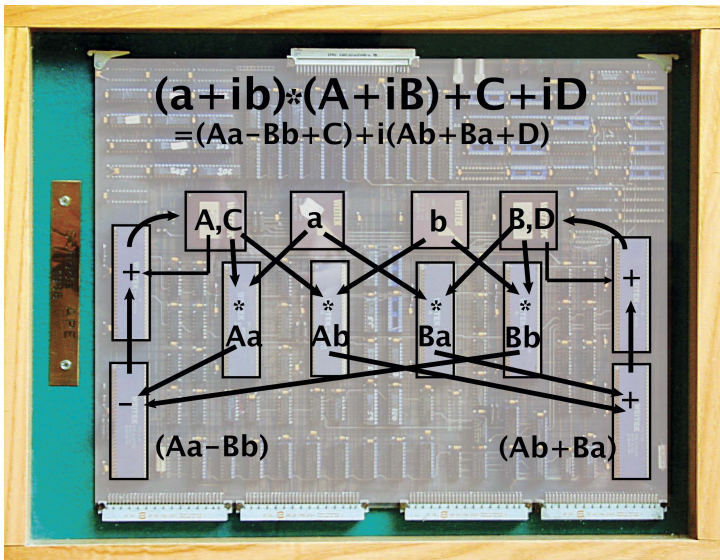 (a+ib)*(A+iB)+C+iD
=(Aa-Bb+C)+i(Ab+Ba+D)
A,C
a
b
B,D
+
+
*
*
*
*
Aa
Ab
Ba
Bb
-
+
(Aa-Bb)
(Ab+Ba)